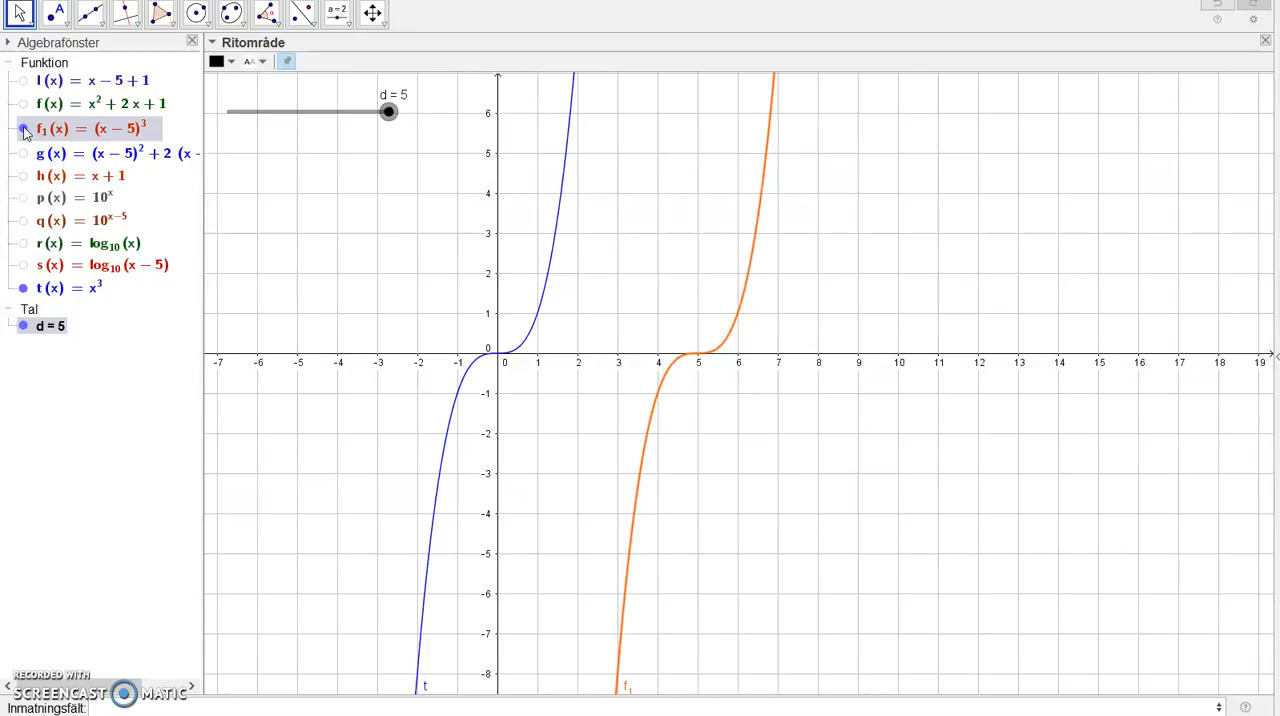 a = 2
Algebrafönster
Ritområde
Funktion
l(x) = x − 5 + 1
f(x) = x² + 2 x + 1
f₁(x) = (x − 5)³
g(x) = (x − 5)² + 2 (x −
h(x) = x + 1
p(x) = 10ˣ
q(x) = 10ˣ⁻⁵
r(x) = log₁₀(x)
s(x) = log₁₀(x − 5)
t(x) = x³
Tal
d = 5
A A
d = 5
6
5
4
3
2
1
0
-7 -6 -5 -4 -3 -2 -1 0 1 2 3 4 5 6 7 8 9 10 11 12 13 14 15 16 17 18 19
-1
-2
-3
-4
-5
-6
-7
-8
t
f₁
RECORDED WITH
SCREENCAST MATIC
Inmatningsfält: